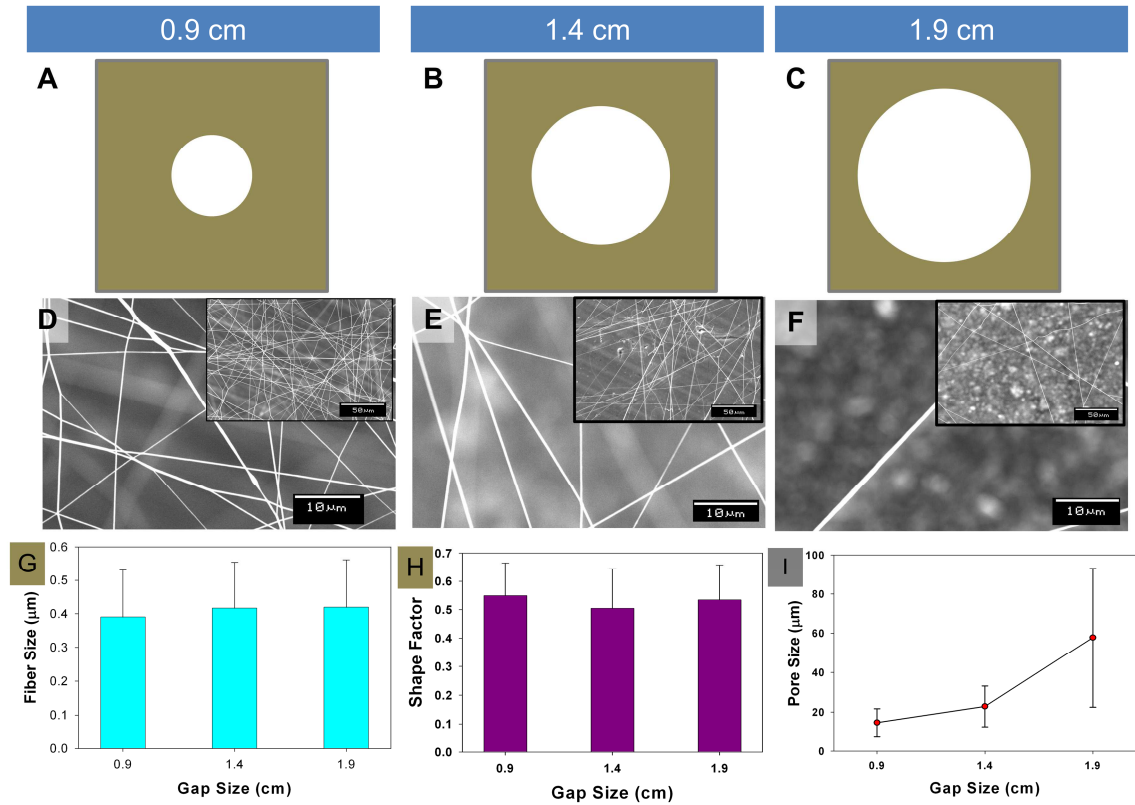 0.9 cm
1.4 cm
1.9 cm
A
B
C
D
50µm
10µm
E
50µm
10µm
F
50µm
10µm
G
Fiber Size (µm)
0.6
0.5
0.4
0.3
0.2
0.1
0.0
0.9
1.4
1.9
Gap Size (cm)
H
Shape Factor
0.7
0.6
0.5
0.4
0.3
0.2
0.1
0.0
0.9
1.4
1.9
Gap Size (cm)
I
Pore Size (µm)
100
80
60
40
20
0
0.9
1.4
1.9
Gap Size (cm)